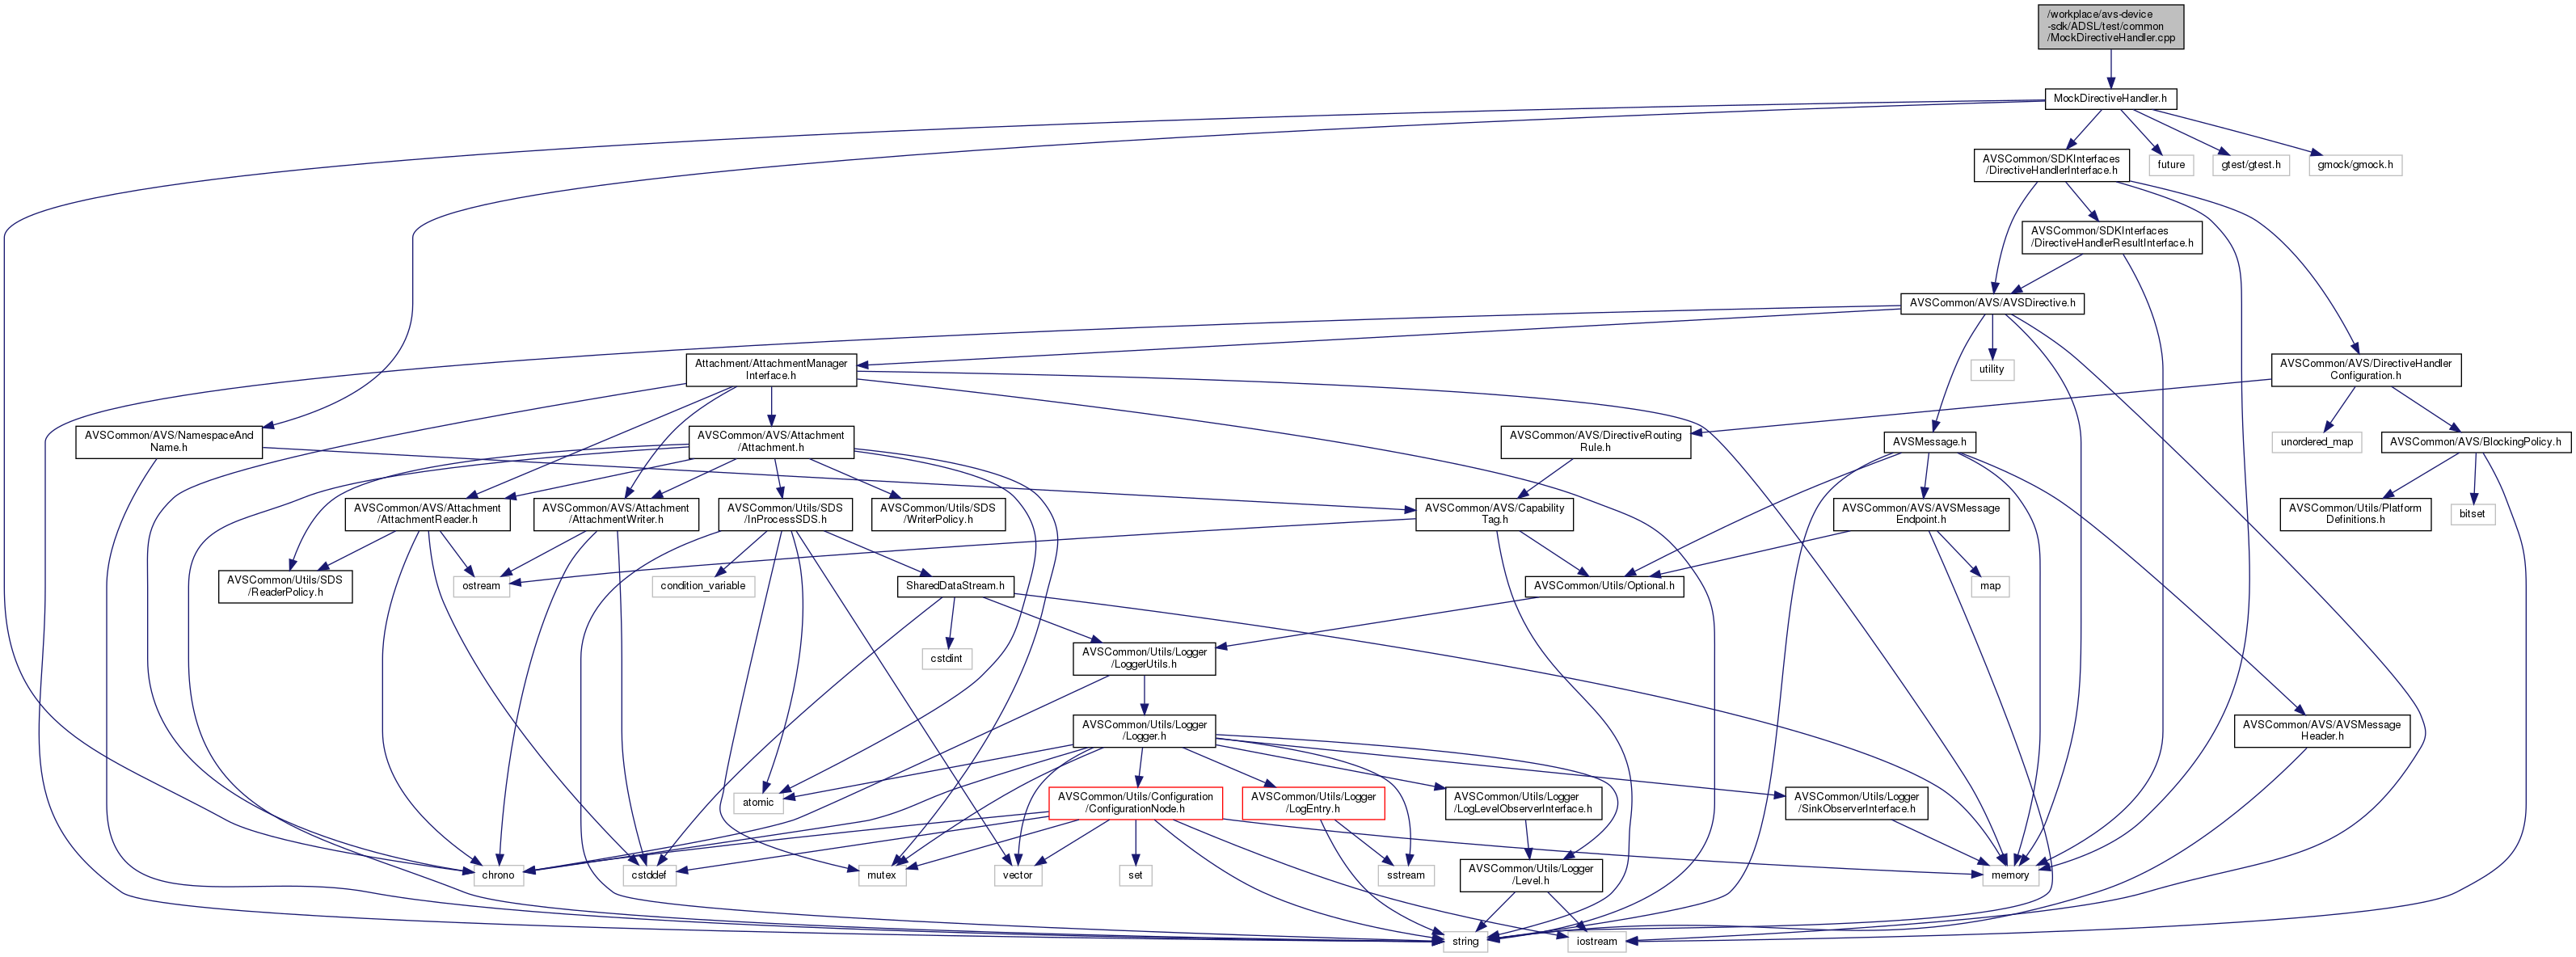 /workplace/avs-device
-sdk/ADSL/test/common
/MockDirectiveHandler.cpp
MockDirectiveHandler.h
AVSCommon/SDKInterfaces
/DirectiveHandlerInterface.h
future
gtest/gtest.h
gmock/gmock.h
AVSCommon/SDKInterfaces
/DirectiveHandlerResultInterface.h
AVSCommon/AVS/AVSDirective.h
Attachment/AttachmentManager
Interface.h
utility
AVSCommon/AVS/DirectiveHandler
Configuration.h
AVSCommon/AVS/NamespaceAnd
Name.h
AVSCommon/AVS/Attachment
/Attachment.h
AVSCommon/AVS/DirectiveRouting
Rule.h
AVSMessage.h
unordered_map
AVSCommon/AVS/BlockingPolicy.h
AVSCommon/AVS/Attachment
/AttachmentReader.h
AVSCommon/AVS/Attachment
/AttachmentWriter.h
AVSCommon/Utils/SDS
/InProcessSDS.h
AVSCommon/Utils/SDS
/WriterPolicy.h
AVSCommon/AVS/Capability
Tag.h
AVSCommon/AVS/AVSMessage
Endpoint.h
AVSCommon/Utils/Platform
Definitions.h
bitset
AVSCommon/Utils/SDS
/ReaderPolicy.h
ostream
condition_variable
SharedDataStream.h
AVSCommon/Utils/Optional.h
map
cstdint
AVSCommon/Utils/Logger
/LoggerUtils.h
AVSCommon/Utils/Logger
/Logger.h
AVSCommon/AVS/AVSMessage
Header.h
atomic
AVSCommon/Utils/Configuration
/ConfigurationNode.h
AVSCommon/Utils/Logger
/LogEntry.h
AVSCommon/Utils/Logger
/LogLevelObserverInterface.h
AVSCommon/Utils/Logger
/SinkObserverInterface.h
chrono
cstddef
mutex
vector
set
sstream
AVSCommon/Utils/Logger
/Level.h
memory
string
iostream